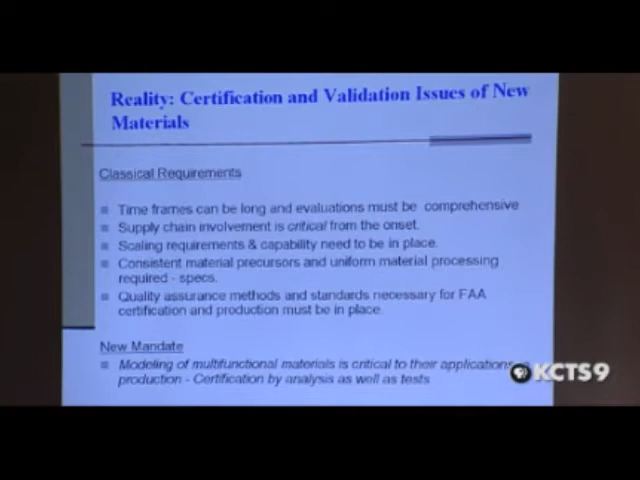 Reality: Certification and Validation Issues of New
Materials
Classical Requirements
Time frames can be long and evaluations must be comprehensive
Supply chain involvement is critical from the onset.
Scaling requirements & capability need to be in place.
Consistent material precursors and uniform material processing
required - specs.
Quality assurance methods and standards necessary for FAA
certification and production must be in place.
New Mandate
Modeling of multifunctional materials is critical to their applications
production - Certification by analysis as well as tests
KCTS9